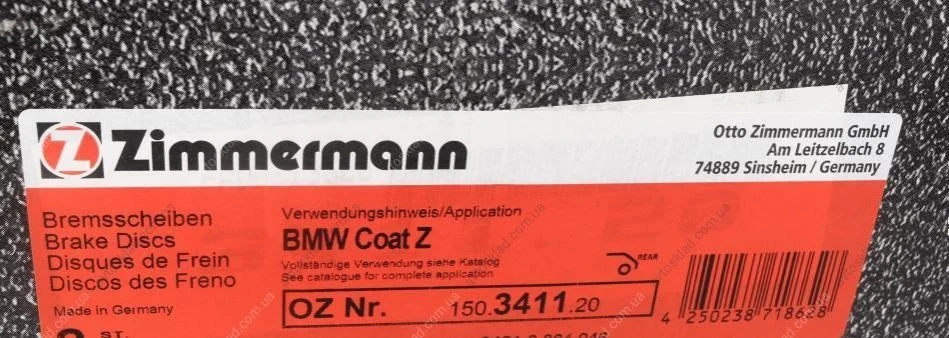 Z Zimmermann
Otto Zimmermann GmbH
Am Leitzelbach 8
74889 Sinsheim / Germany
Bremsscheiben
Brake Discs
Disques de Frein
Discos des Freno
Made in Germany
ST.
Verwendungshinweis/Application
BMW Coat Z
Vollständige Verwendung siehe Katalog
See catalogue for complete application
REAR
OZ Nr. 150.3411.20
4 250238 718628